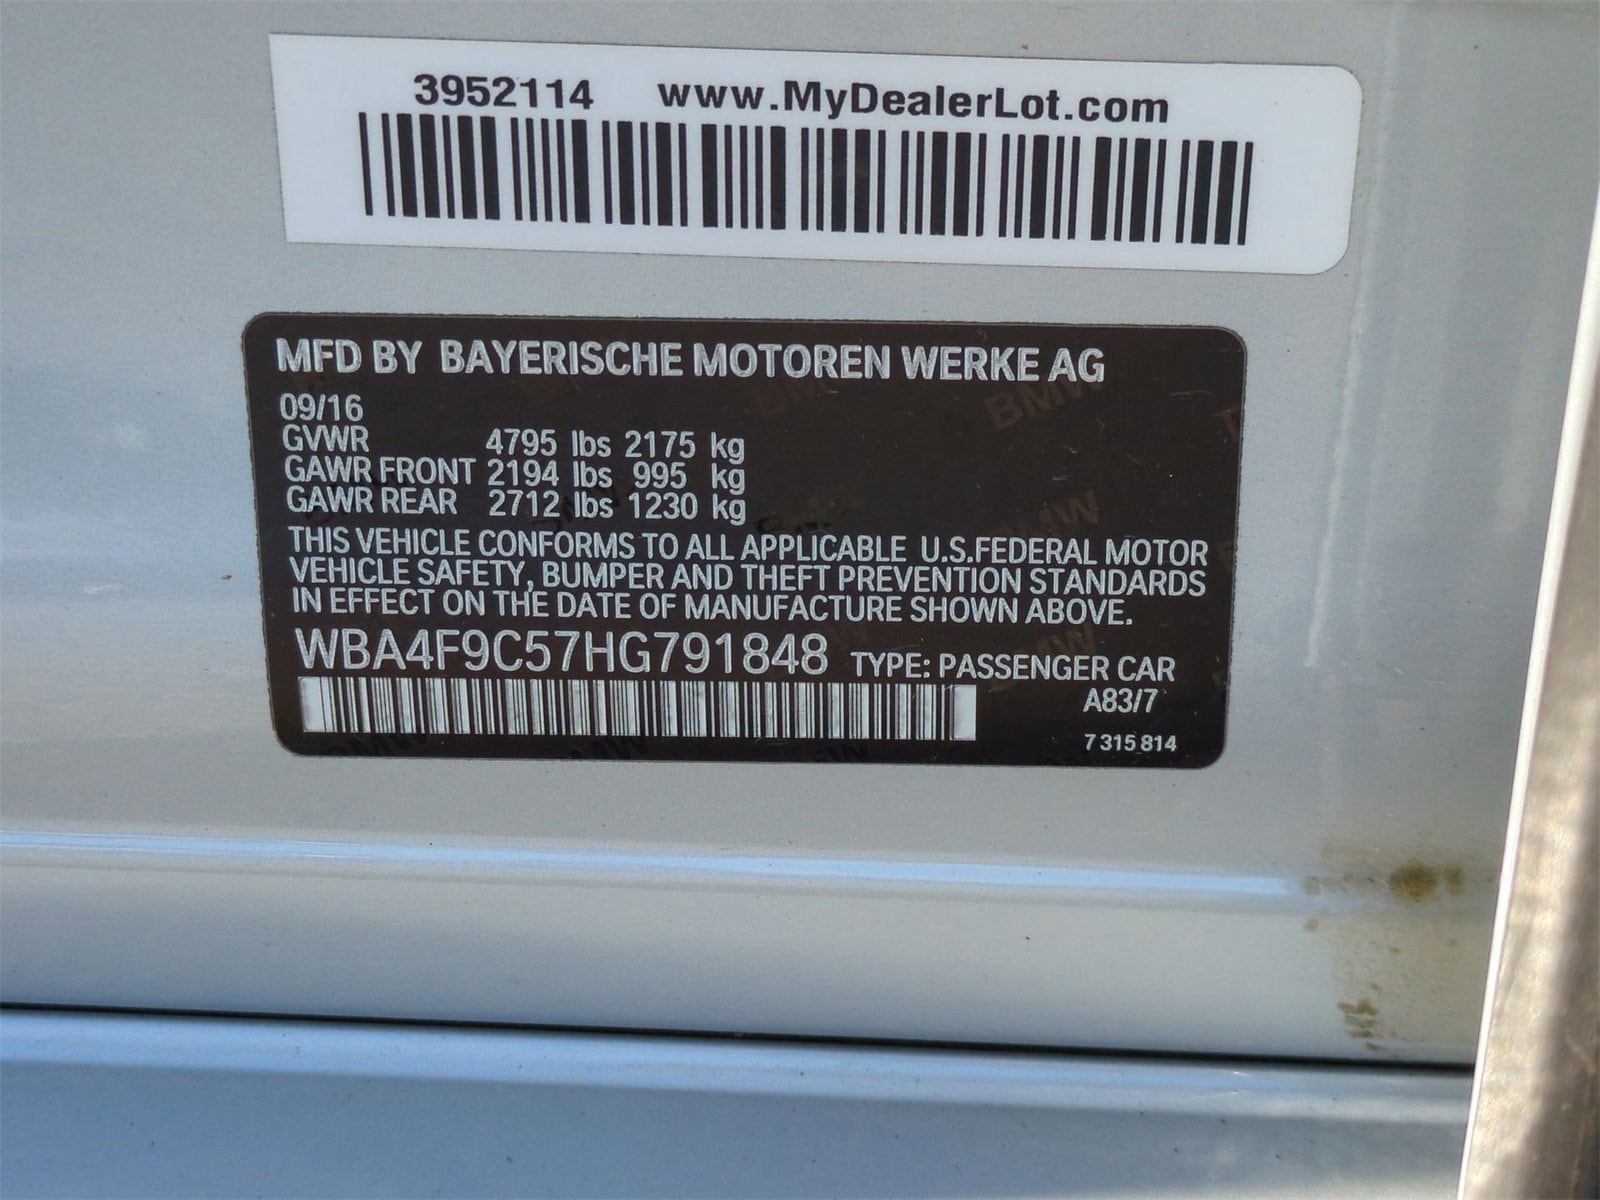 3952114 www.MyDealerLot.com
MFD BY BAYERISCHE MOTOREN WERKE AG
09/16
GVWR 4795 lbs 2175 kg
GAWR FRONT 2194 lbs 995 kg
GAWR REAR 2712 lbs 1230 kg
THIS VEHICLE CONFORMS TO ALL APPLICABLE U.S.FEDERAL MOTOR
VEHICLE SAFETY, BUMPER AND THEFT PREVENTION STANDARDS
IN EFFECT ON THE DATE OF MANUFACTURE SHOWN ABOVE.
WBA4F9C57HG791848 TYPE: PASSENGER CAR
A83/7
7 315 814